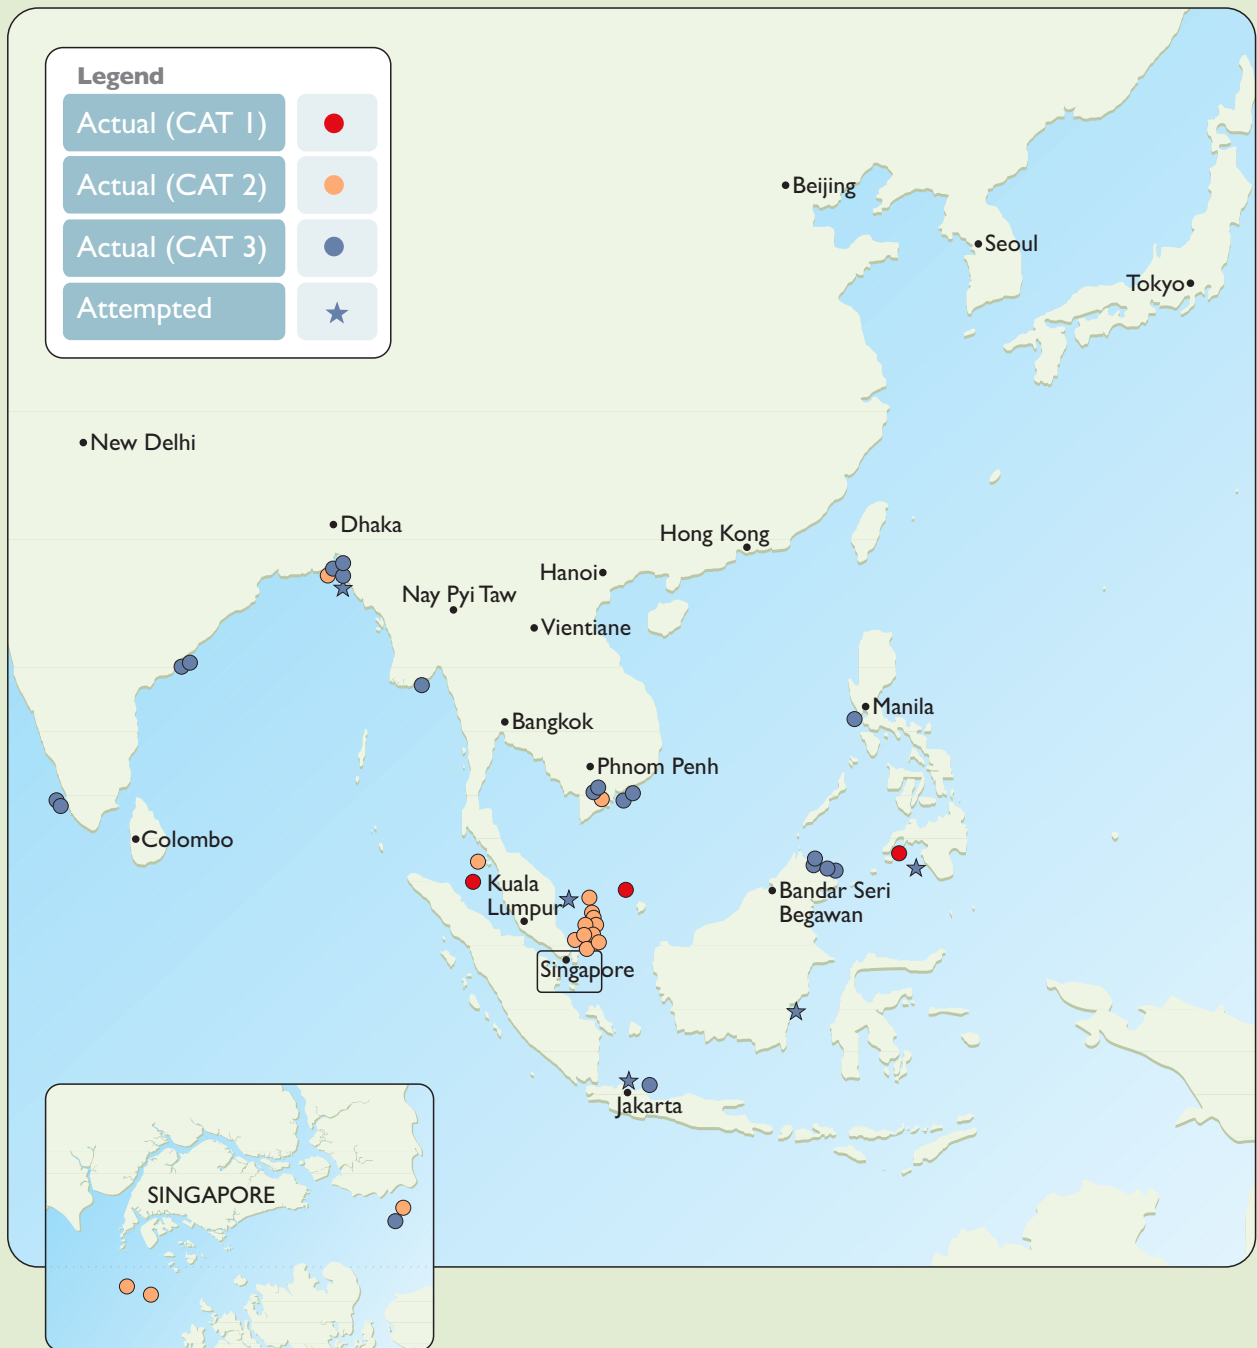 Legend
Actual (CAT 1)
Actual (CAT 2)
Actual (CAT 3)
Attempted
Beijing
Seoul
Tokyo
New Delhi
Dhaka
Hong Kong
Hanoi
Nay Pyi Taw
Vientiane
Manila
Bangkok
Phnom Penh
Colombo
Kuala
Lumpur
Bandar Seri
Begawan
Singapore
Jakarta
SINGAPORE